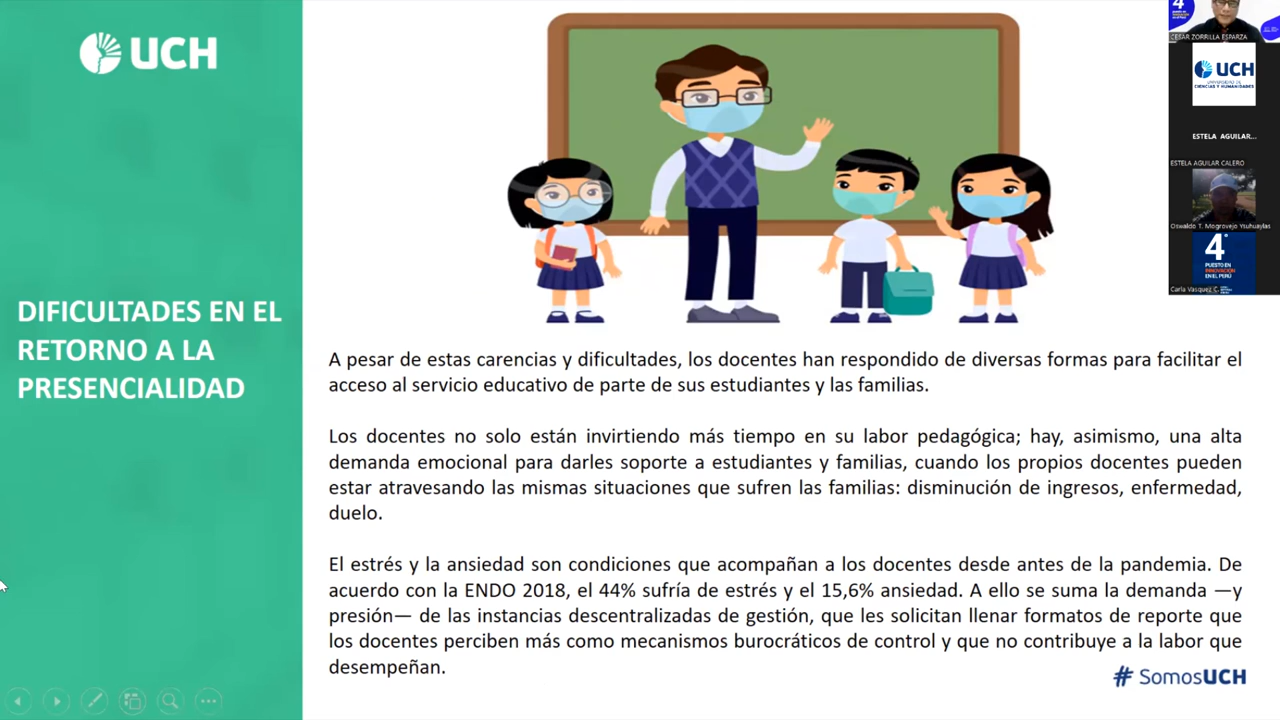 UCH
DIFICULTADES EN EL
RETORNO A LA
PRESENCIALIDAD
A pesar de estas carencias y dificultades, los docentes han respondido de diversas formas para facilitar el
acceso al servicio educativo de parte de sus estudiantes y las familias.
Los docentes no solo están invirtiendo más tiempo en su labor pedagógica; hay, asimismo, una alta
demanda emocional para darles soporte a estudiantes y familias, cuando los propios docentes pueden
estar atravesando las mismas situaciones que sufren las familias: disminución de ingresos, enfermedad,
duelo.
El estrés y la ansiedad son condiciones que acompañan a los docentes desde antes de la pandemia. De
acuerdo con la ENDO 2018, el 44% sufría de estrés y el 15,6% ansiedad. A ello se suma la demanda —y
presión— de las instancias descentralizadas de gestión, que les solicitan llenar formatos de reporte que
los docentes perciben más como mecanismos burocráticos de control y que no contribuye a la labor que
desempeñan.
# SomosUCH
4
CESAR ZORRILLA ESPARZA
UCH
UNIVERSIDAD DE
CIENCIAS Y HUMANIDADES
ESTELA AGUILAR...
ESTELA AGUILAR CALERO
Oswaldo T. Mogrovejo Ysuhuaylas
4°
PUESTO EN
INNOVACIÓN
EN EL PERÚ
Carla Vasquez C.